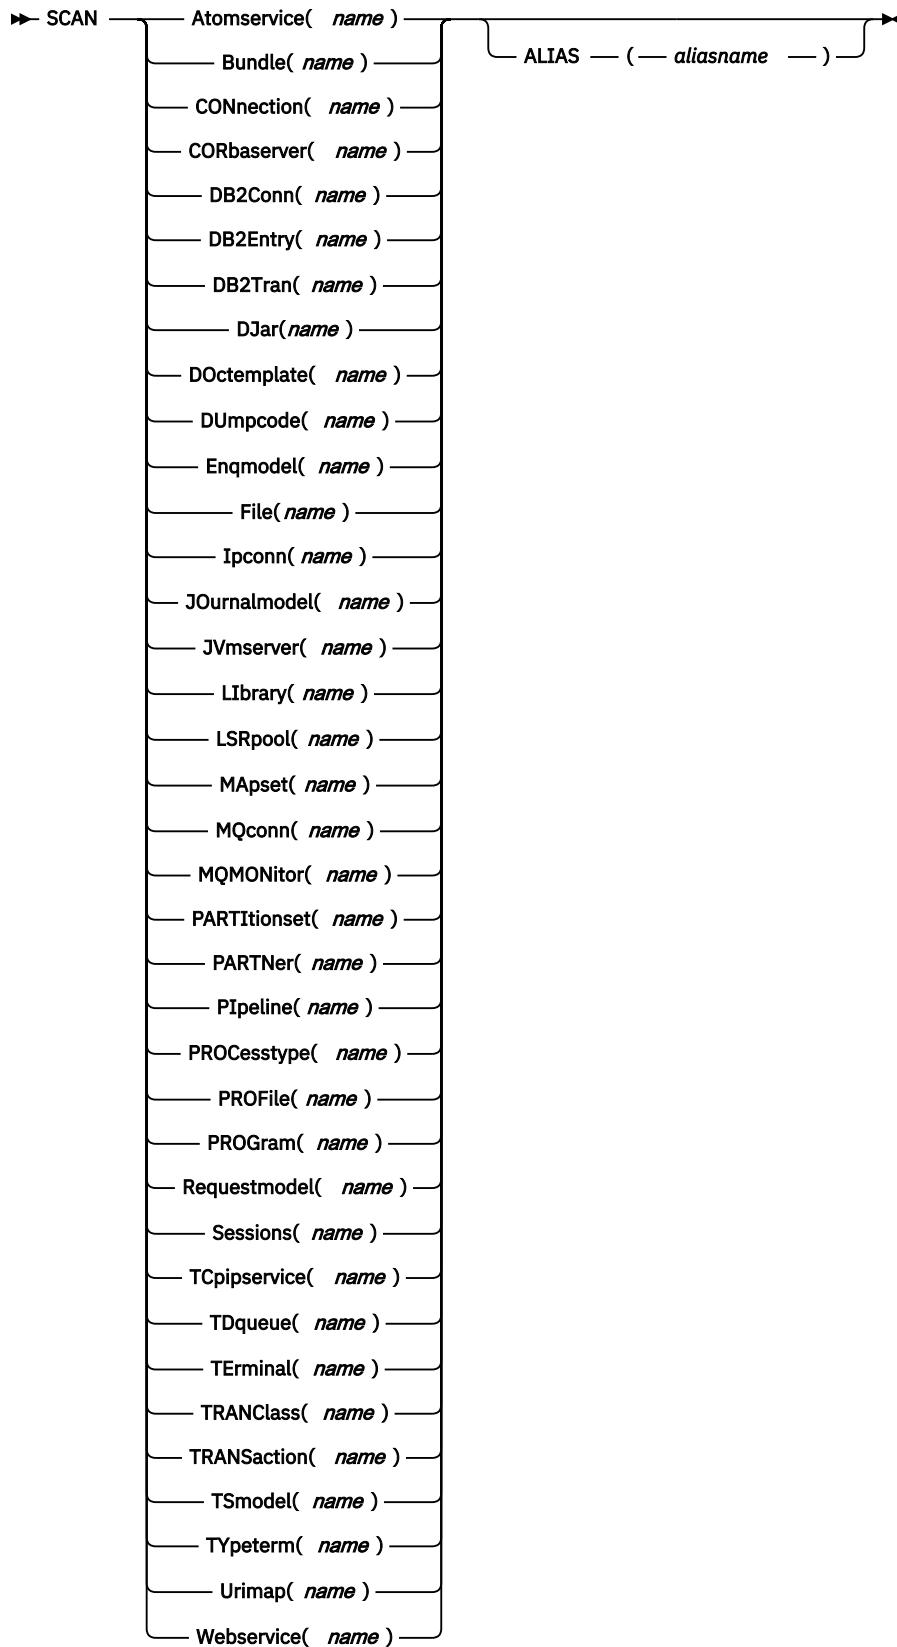 SCAN Atomservice( name )
Bundle( name ) ALIAS ( aliasname )
CONnection( name )
CORbaserver( name )
DB2Conn( name )
DB2Entry( name )
DB2Tran( name )
DJar(name )
DOctemplate( name )
DUmpcode( name )
Enqmodel( name )
File(name )
Ipconn( name )
JOurnalmodel( name )
JVmserver( name )
LIbrary( name )
LSRpool( name )
MApset( name )
MQconn( name )
MQMONitor( name )
PARTItionset( name )
PARTNer( name )
PIpeline( name )
PROCesstype( name )
PROFile( name )
PROGram( name )
Requestmodel( name )
Sessions( name )
TCpipservice( name )
TDqueue( name )
TErminal( name )
TRANClass( name )
TRANSaction( name )
TSmodel( name )
TYpeterm( name )
Urimap( name )
Webservice( name )